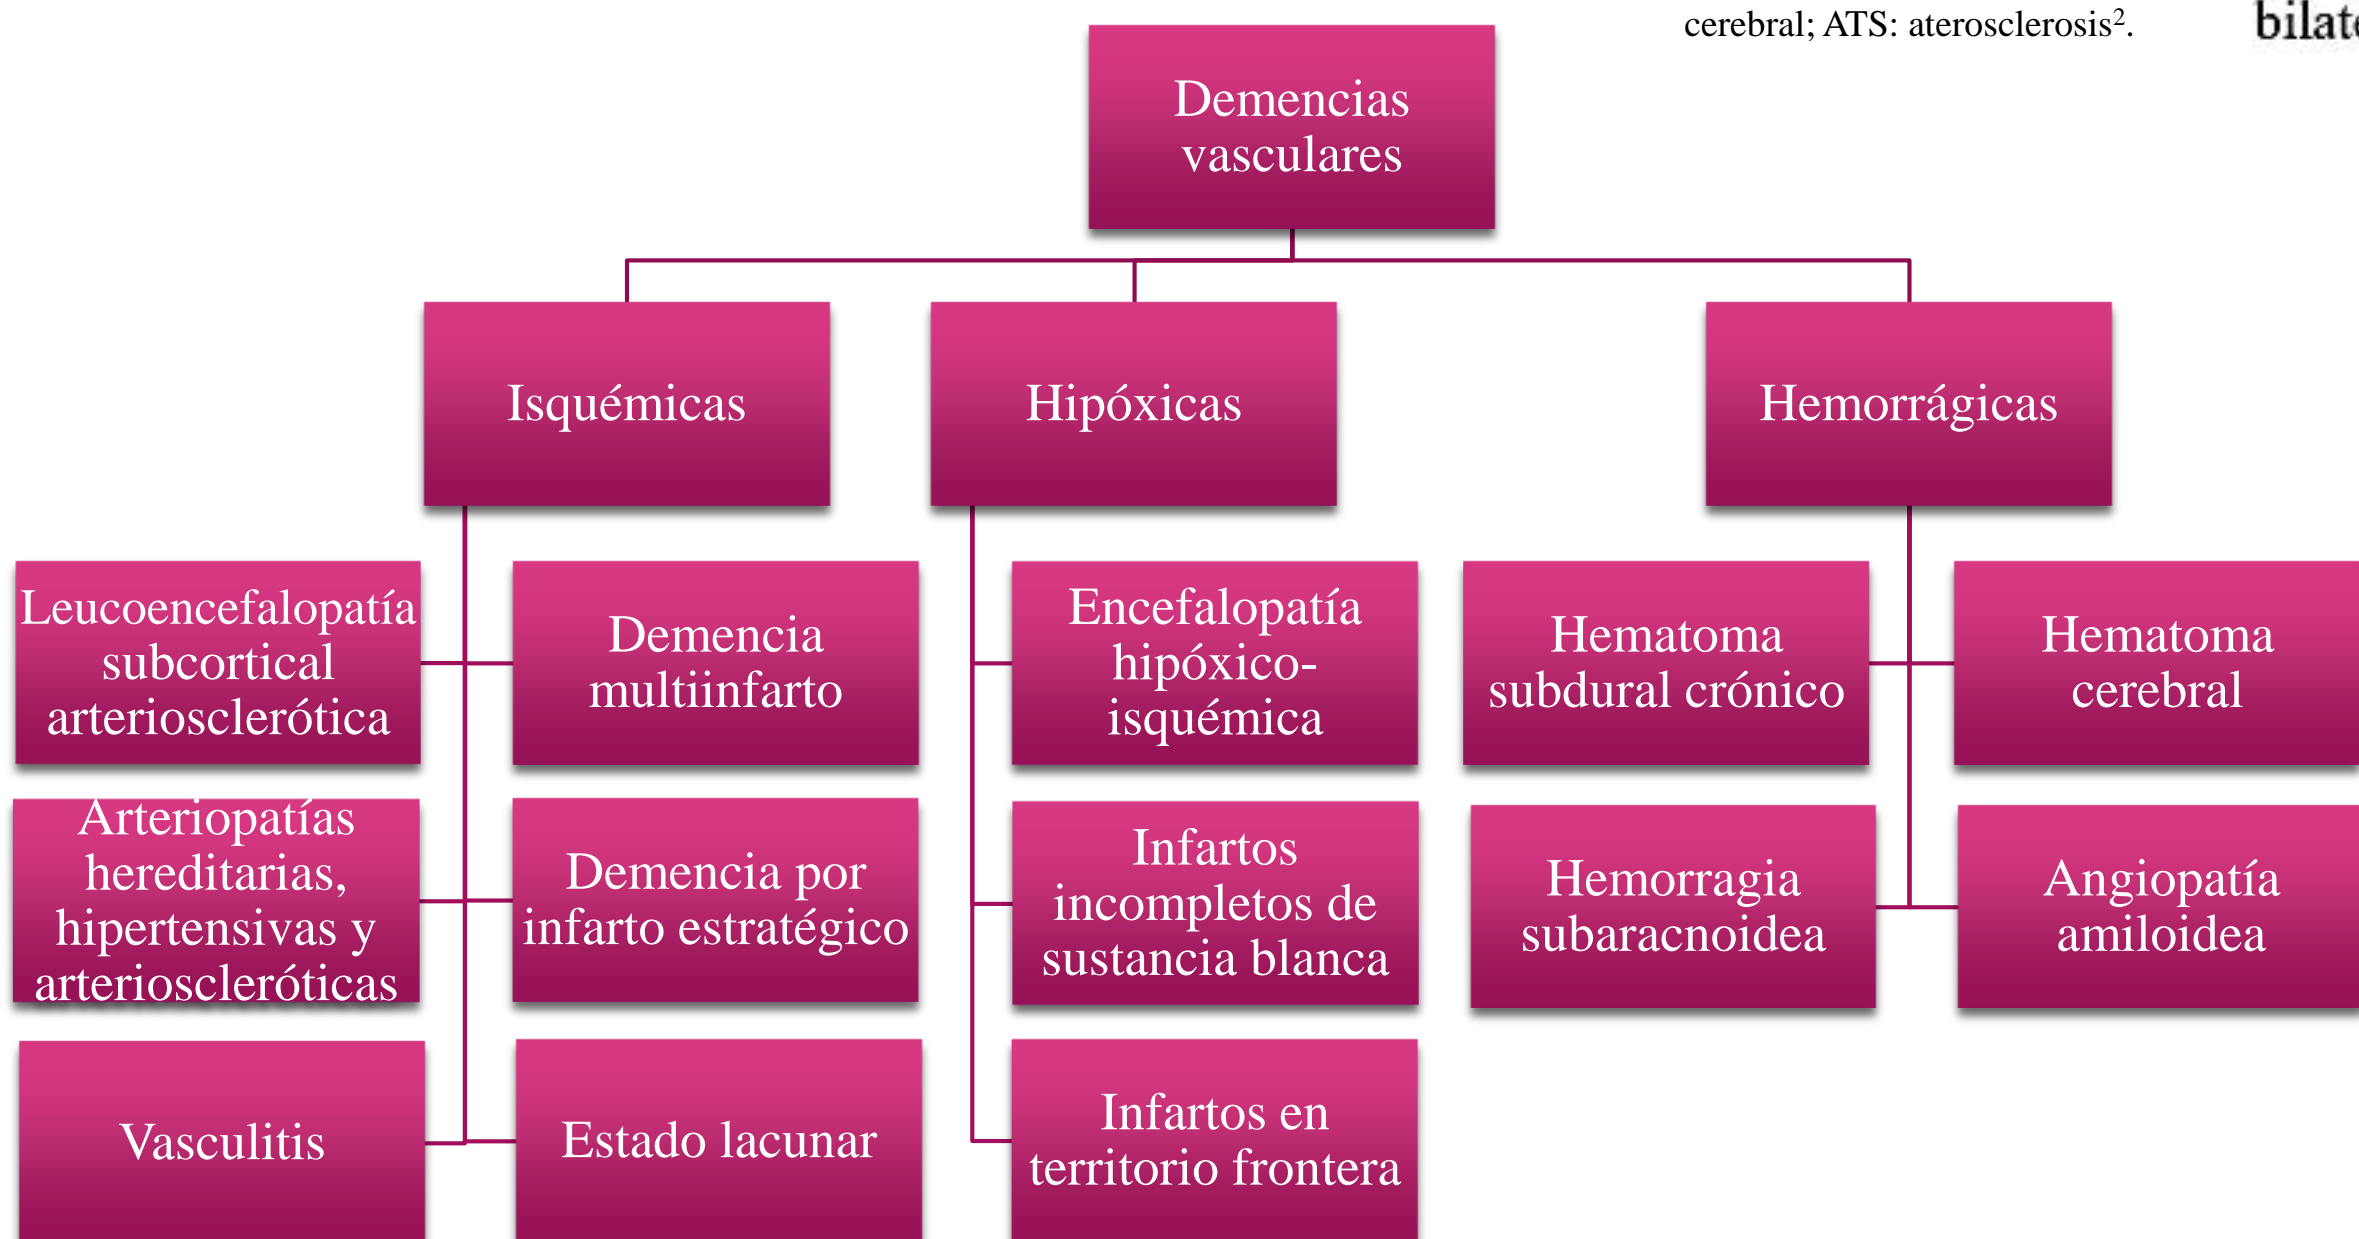 cerebral; ATS: aterosclerosis².
Demencias
vasculares
Isquémicas
Hipóxicas
Hemorrágicas
Leucoencefalopatía
subcortical
arteriosclerótica
Demencia
multiinfarto
Arteriopatías
hereditarias,
hipertensivas y
arterioscleróticas
Demencia por
infarto estratégico
Vasculitis
Estado lacunar
Encefalopatía
hipóxico-
isquémica
Infartos
incompletos de
sustancia blanca
Infartos en
territorio frontera
Hematoma
subdural crónico
Hematoma
cerebral
Hemorragia
subaracnoidea
Angiopatía
amiloidea